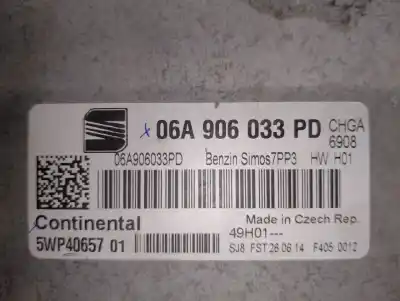 x 06A 906 033 PD CHGA
6908
06A906033PD Benzin Simos7PP3 HW H01
Continental
Made in Czech Rep.
5WP40657 01
49H01---
SJ8 FST 26 06 14 F405 0012